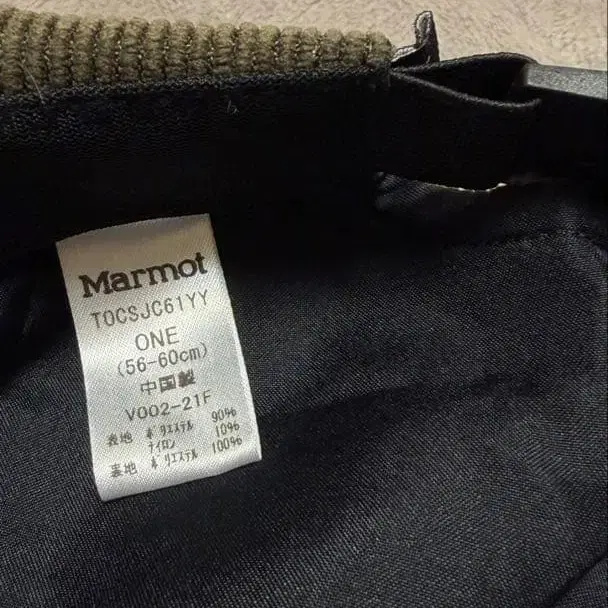 Marmot
TOCSJC61YY
ONE
(56-60cm)
中国製
V002-21F
表地 ポリエステル 90%
ナイロン 10%
裏地 ポリエステル 100%